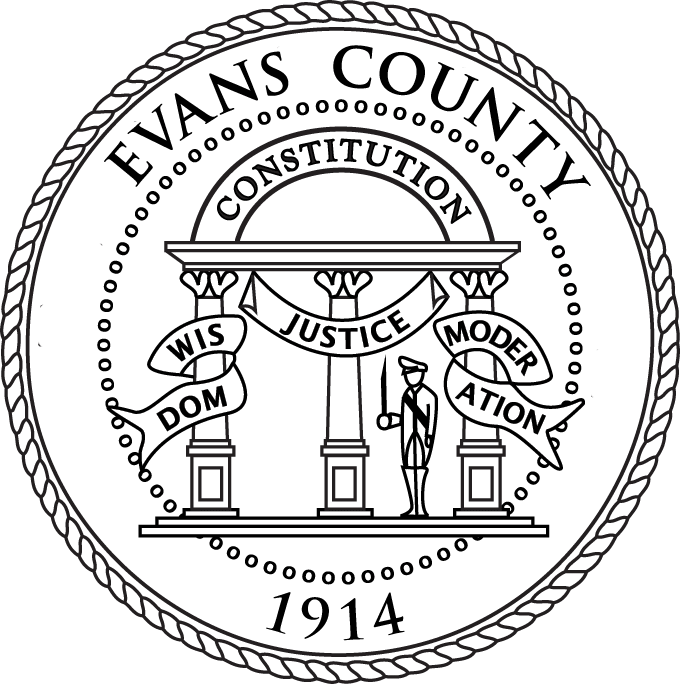 EVANS COUNTY
CONSTITUTION
JUSTICE
WIS
DOM
MODER
ATION
1914